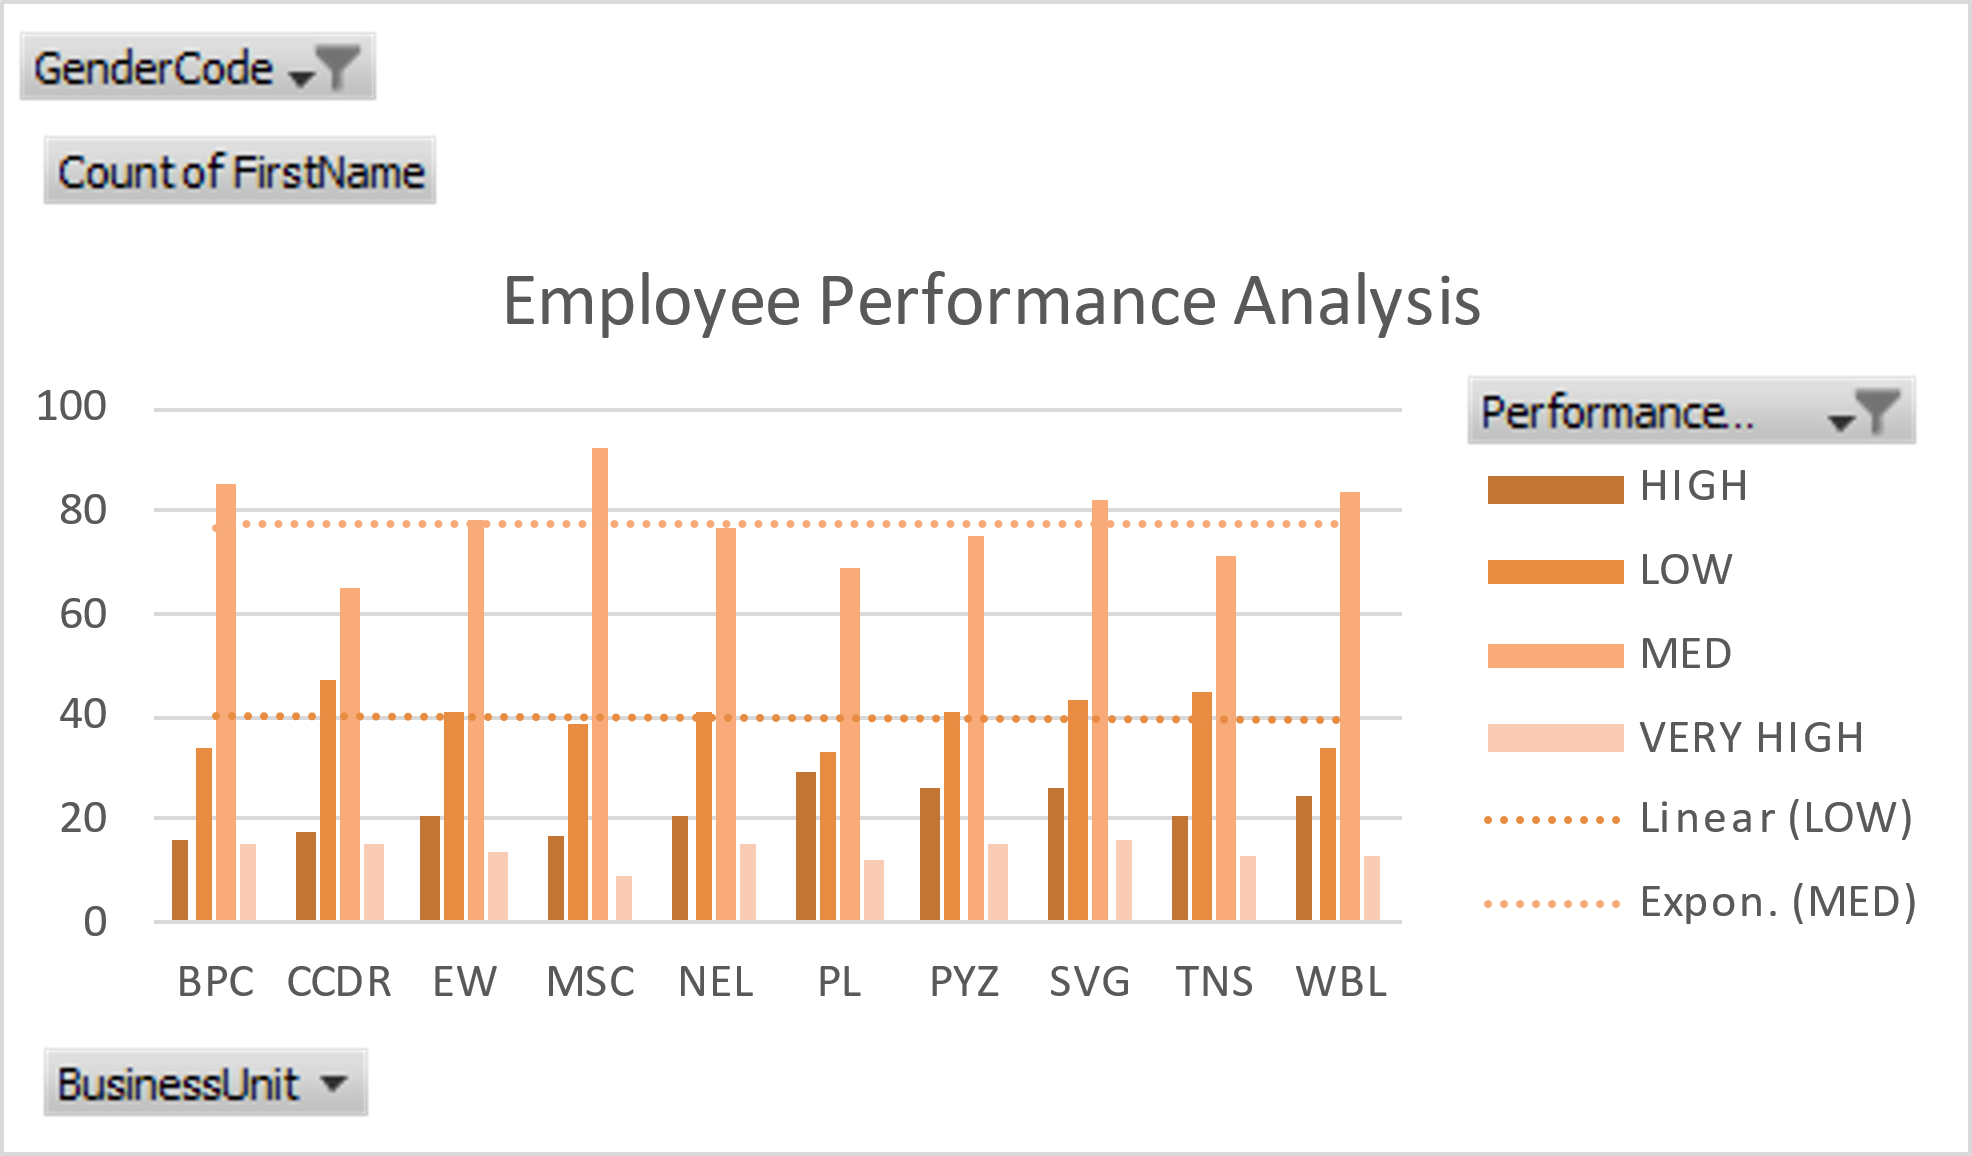 GenderCode
Count of FirstName
Employee Performance Analysis
100
80
60
40
20
0
BPC CCDR EW MSC NEL PL PYZ SVG TNS WBL
Performance...
HIGH
LOW
MED
VERY HIGH
Linear (LOW)
Expon. (MED)
BusinessUnit